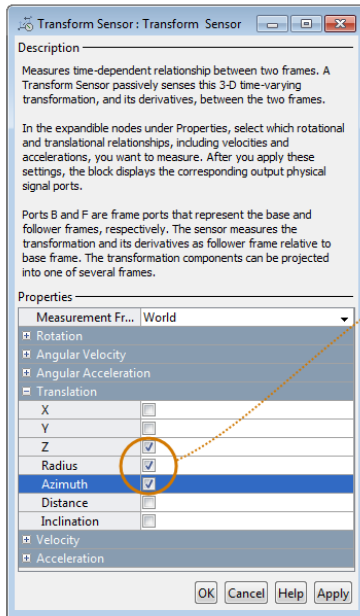 Transform Sensor : Transform Sensor
Description
Measures time-dependent relationship between two frames. A
Transform Sensor passively senses this 3-D time-varying
transformation, and its derivatives, between the two frames.
In the expandible nodes under Properties, select which rotational
and translational relationships, including velocities and
accelerations, you want to measure. After you apply these
settings, the block displays the corresponding output physical
signal ports.
Ports B and F are frame ports that represent the base and
follower frames, respectively. The sensor measures the
transformation and its derivatives as follower frame relative to
base frame. The transformation components can be projected
into one of several frames.
Properties
Measurement Fr... World
Rotation
Angular Velocity
Angular Acceleration
Translation
X
Y
Z
Radius
Azimuth
Distance
Inclination
Velocity
Acceleration
OK Cancel Help Apply